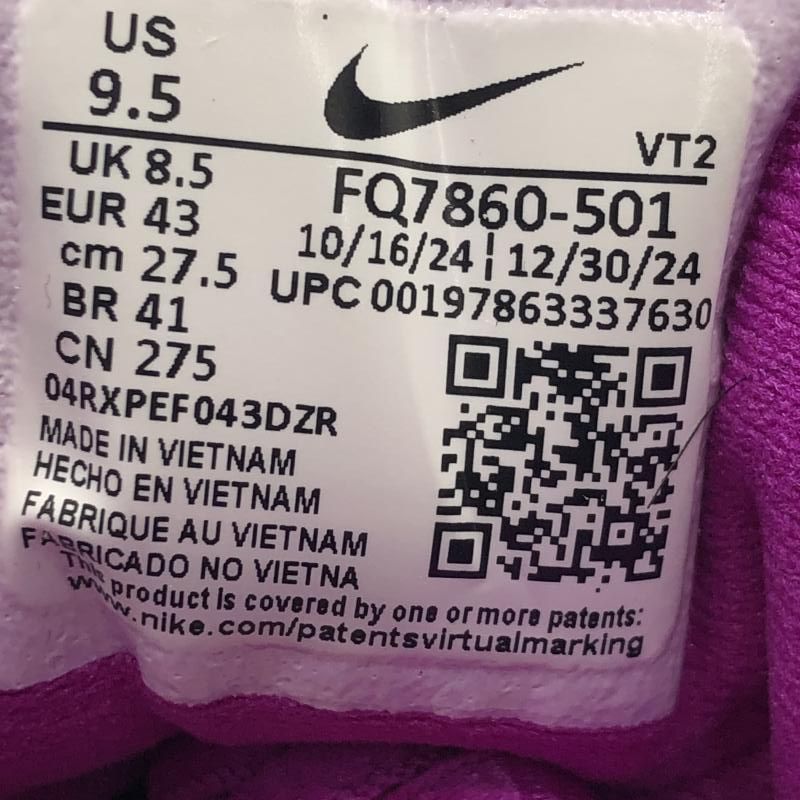 US
9.5
VT2
UK 8.5
EUR 43
cm 27.5
BR 41
CN 275
FQ7860-501
10/16/24 | 12/30/24
UPC 00197863337630
04RXPEF043DZR
MADE IN VIETNAM
HECHO EN VIETNAM
FABRIQUE AU VIETNAM
FABRICADO NO VIETNA
This product is covered by one or more patents:
www.nike.com/patentsvirtualmarking